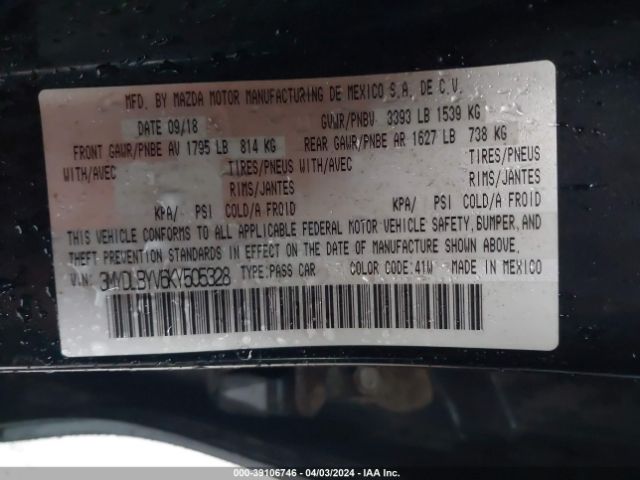 MFD. BY MAZDA MOTOR MANUFACTURING DE MEXICO S.A. DE C.V.
DATE 09/18 GVWR/PNBV 3393 LB 1539 KG
FRONT GAWR/PNBE AV 1795 LB 814 KG REAR GAWR/PNBE AR 1627 LB 738 KG
WITH/AVEC TIRES/PNEUS WITH/AVEC TIRES/PNEUS
RIMS/JANTES RIMS/JANTES
KPA/ PSI COLD/A FROID KPA/ PSI COLD/A FROID
THIS VEHICLE CONFORMS TO ALL APPLICABLE FEDERAL MOTOR VEHICLE SAFETY, BUMPER, AND
THEFT PREVENTION STANDARDS IN EFFECT ON THE DATE OF MANUFACTURE SHOWN ABOVE.
V.I.N: 3MYDLBYV6KY505328 TYPE: PASS CAR COLOR CODE: 41W MADE IN MEXICO
000-39106746 - 04/03/2024 - IAAI.COM